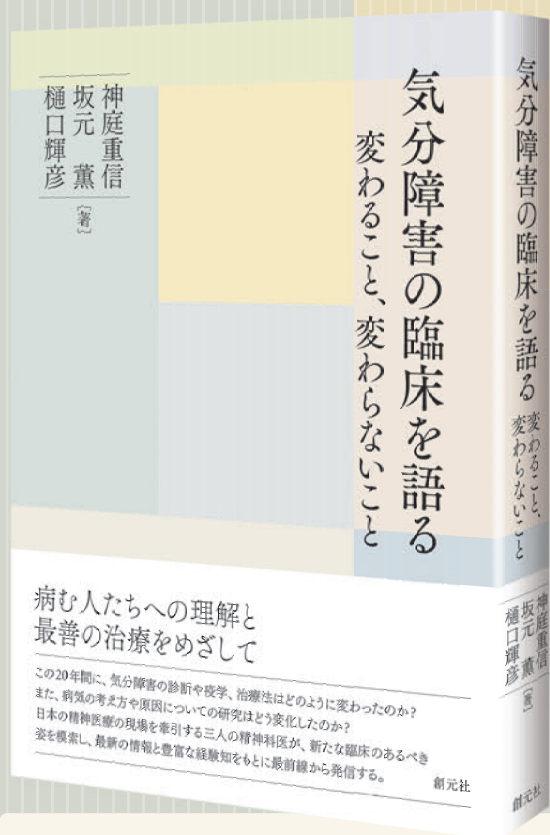 気分障害の臨床を語る
変わること、変わらないこと
神庭重信
坂元 薫
樋口輝彦
[著]
病む人たちへの理解と
最善の治療をめざして
この20年間に、気分障害の診断や疫学、治療法はどのように変わったのか?
また、病気の考え方や原因についての研究はどう変化したのか?
日本の精神医療の現場を牽引する三人の精神科医が、新たな臨床のあるべき
姿を模索し、最新の情報と豊富な経験知をもとに最前線から発信する。
創元社
気分障害の臨床を語る
変わること、
変わらないこと
神庭重信
坂元 薫
樋口輝彦
[著]
創元社